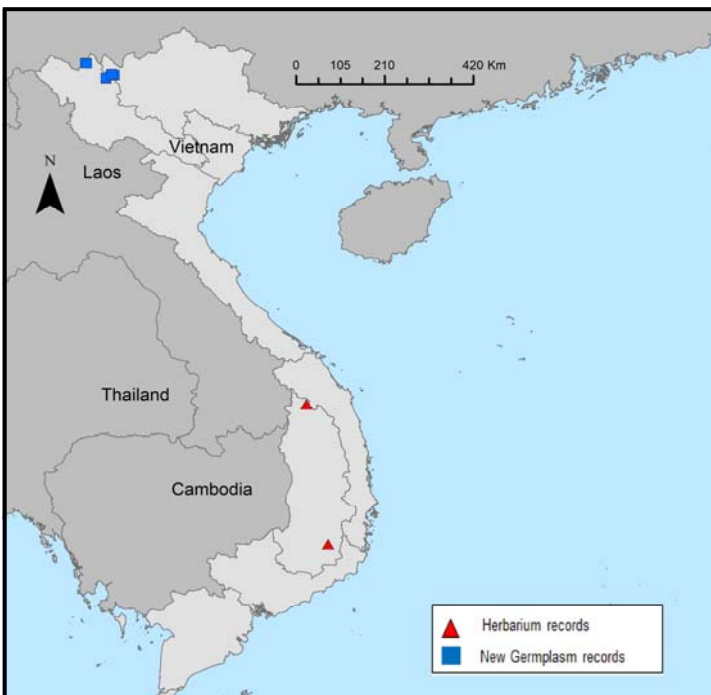 0 105 210 420 Km
Vietnam
N
Laos
Thailand
Cambodia
Herbarium records
New Germplasm records